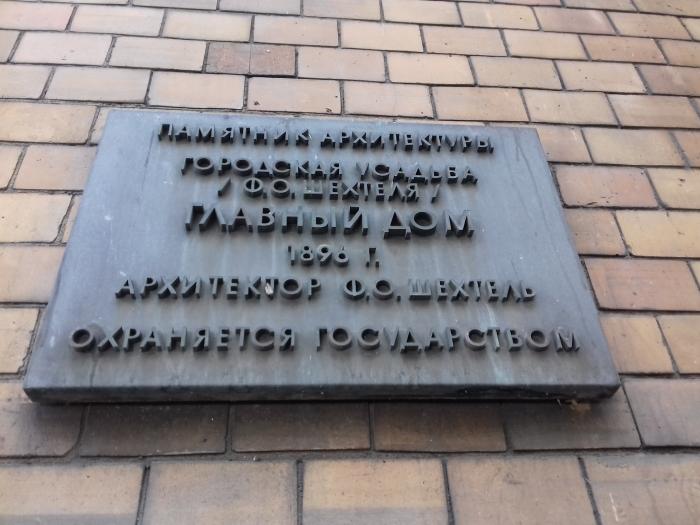 ПАМЯТНИК АРХИТЕКТУРЫ
ГОРОДСКАЯ УСАДЬБА
/ Ф.О. ШЕХТЕЛЯ /
ГЛАВНЫЙ ДОМ
1896 Г.
АРХИТЕКТОР Ф.О. ШЕХТЕЛЬ
ОХРАНЯЕТСЯ ГОСУДАРСТВОМ